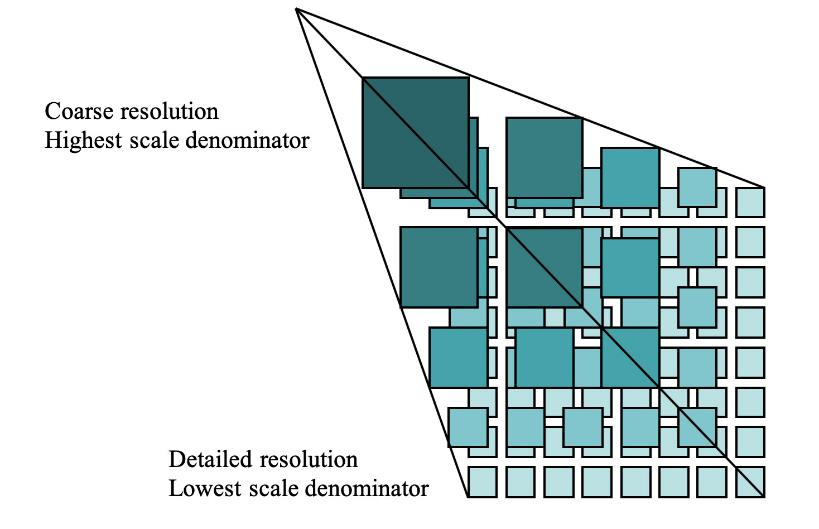 Coarse resolution
Highest scale denominator
Detailed resolution
Lowest scale denominator